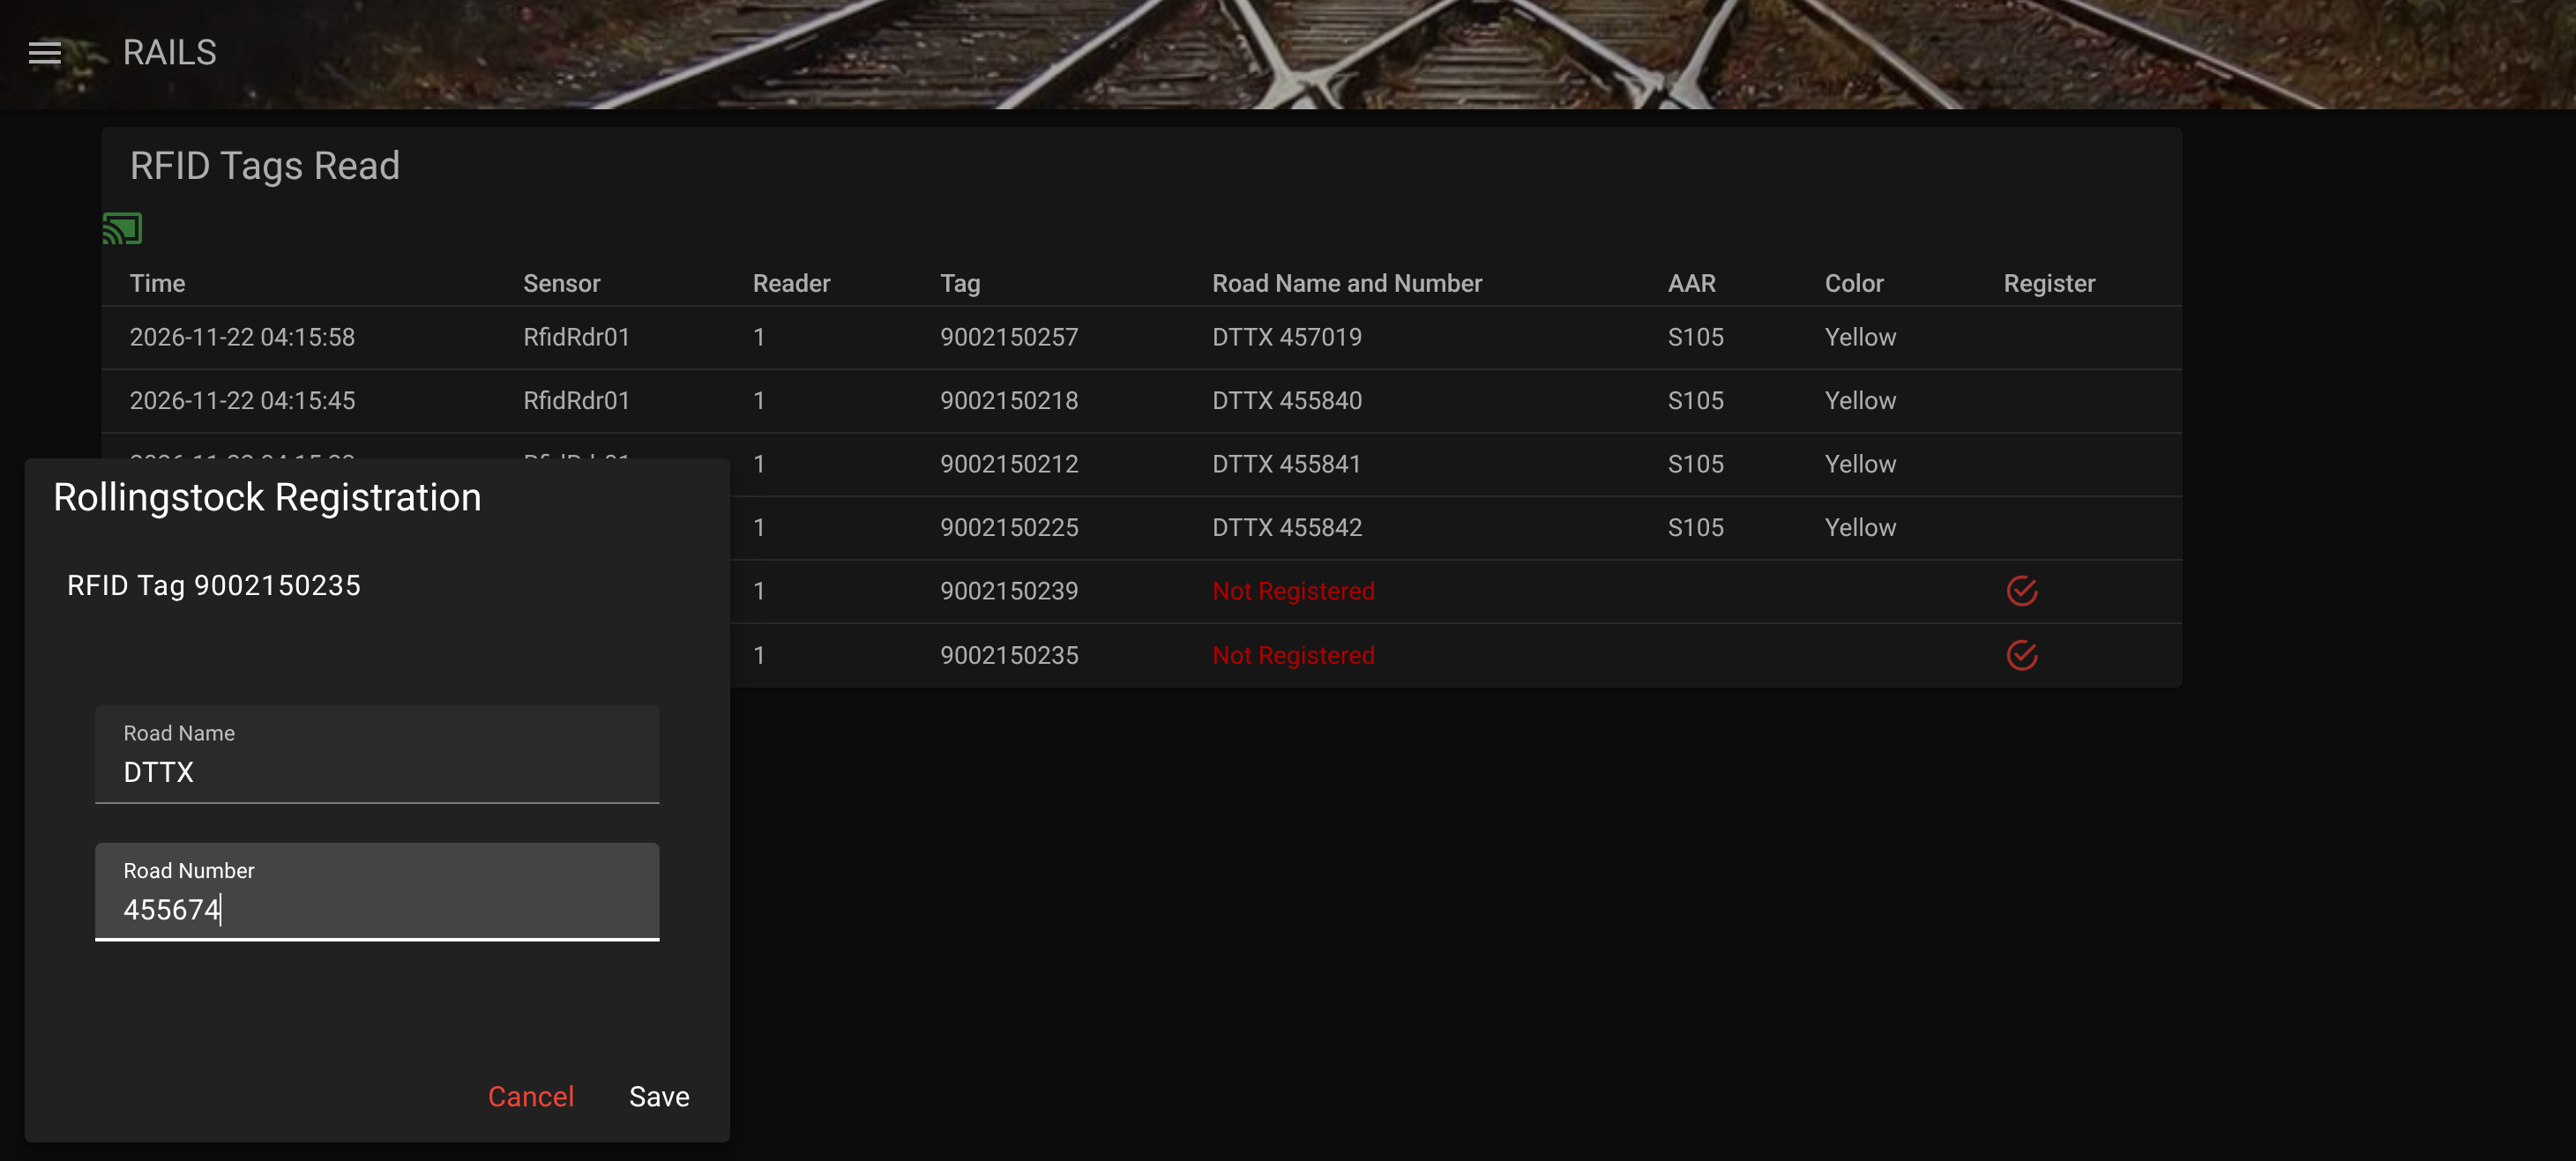 RAILS
RFID Tags Read
Time Sensor Reader Tag Road Name and Number AAR Color Register
2026-11-22 04:15:58 RfidRdr01 1 9002150257 DTTX 457019 S105 Yellow
2026-11-22 04:15:45 RfidRdr01 1 9002150218 DTTX 455840 S105 Yellow
1 9002150212 DTTX 455841 S105 Yellow
1 9002150225 DTTX 455842 S105 Yellow
1 9002150239 Not Registered
1 9002150235 Not Registered
Rollingstock Registration
RFID Tag 9002150235
Road Name
DTTX
Road Number
455674
Cancel Save